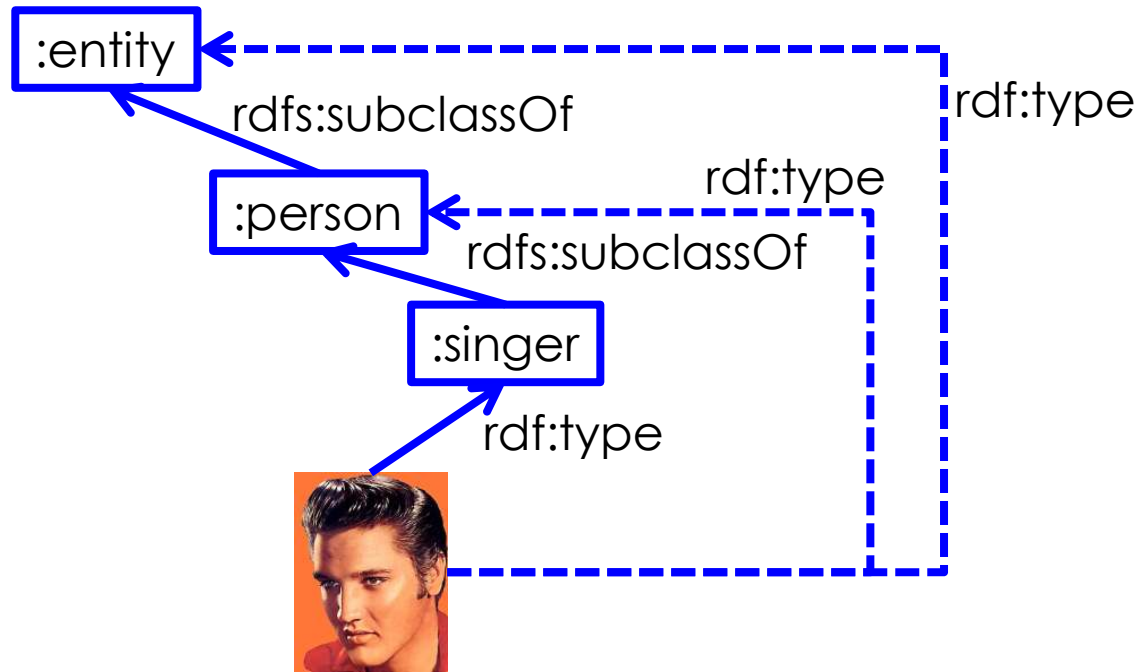 :entity
rdf:type
rdfs:subclassOf
rdf:type
:person
rdfs:subclassOf
:singer
rdf:type